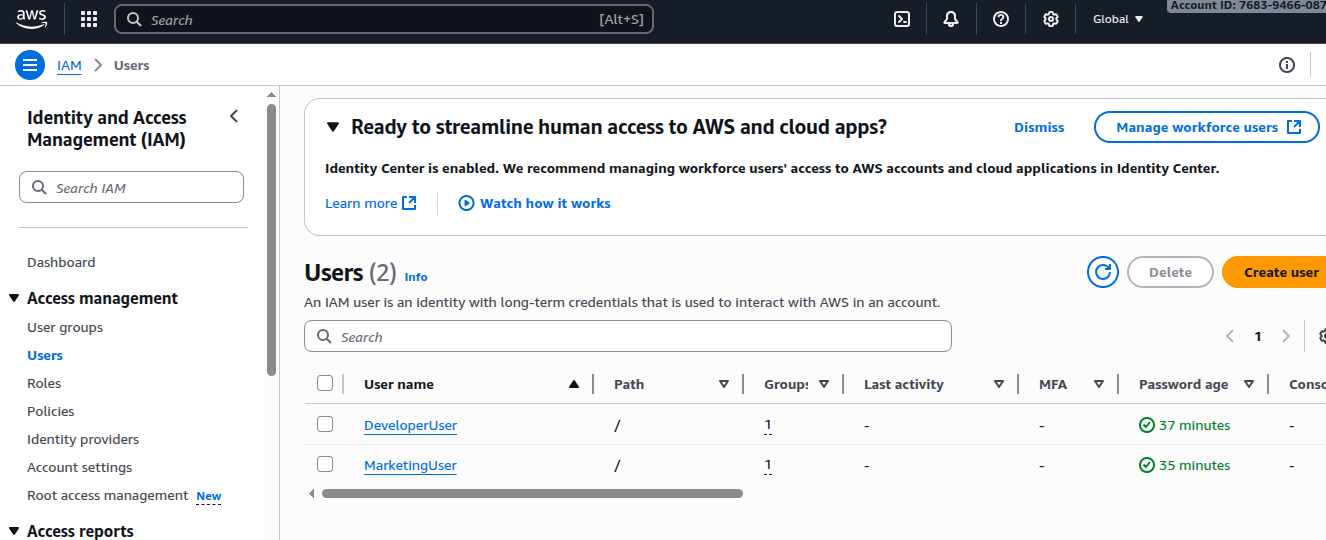 aws
Search [Alt+S]
Global
Account ID: 7683-9466-087
IAM > Users
Identity and Access
Management (IAM)
Search IAM
Dashboard
Access management
User groups
Users
Roles
Policies
Identity providers
Account settings
Root access management New
Access reports
Ready to streamline human access to AWS and cloud apps?
Dismiss
Manage workforce users
Identity Center is enabled. We recommend managing workforce users' access to AWS accounts and cloud applications in Identity Center.
Learn more
Watch how it works
Users (2) Info
Delete
Create user
An IAM user is an identity with long-term credentials that is used to interact with AWS in an account.
Search
1
User name Path Groups Last activity MFA Password age Conso
DeveloperUser / 1 - - 37 minutes -
MarketingUser / 1 - - 35 minutes -